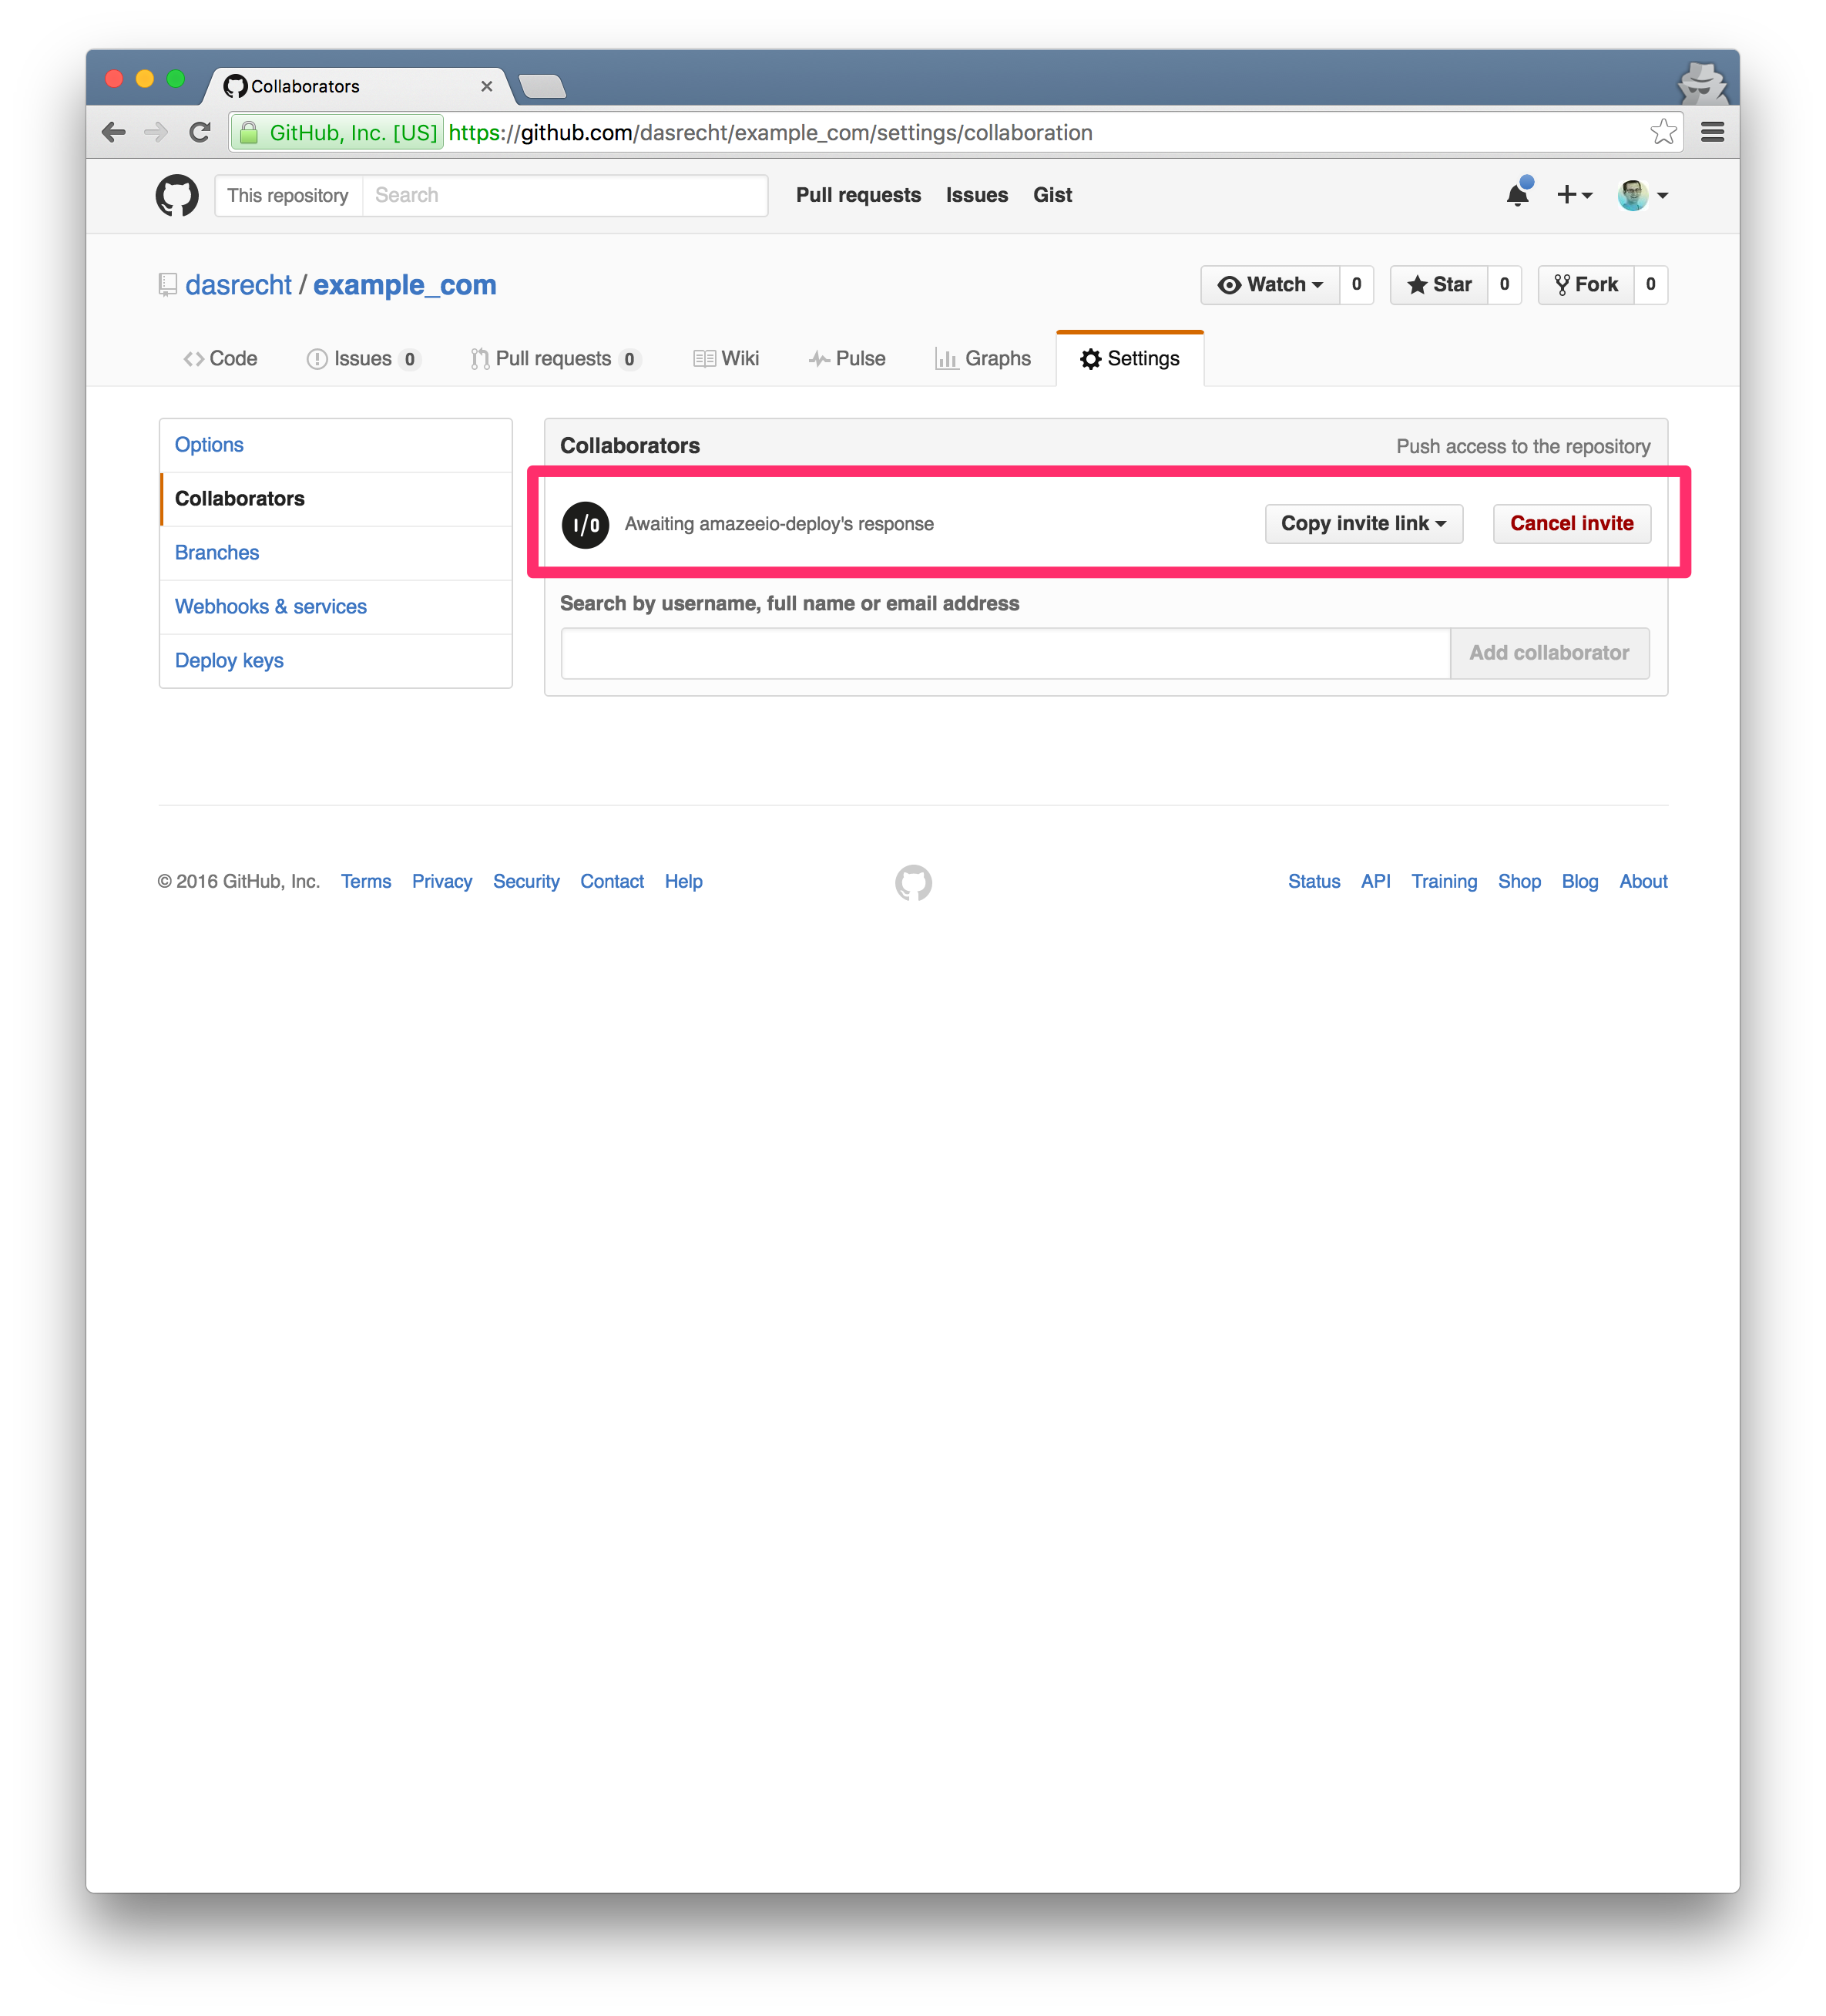 Collaborators
GitHub, Inc. [US] https://github.com/dasrecht/example_com/settings/collaboration
This repository Search Pull requests Issues Gist
dasrecht / example_com Watch 0 Star 0 Fork 0
Code Issues 0 Pull requests 0 Wiki Pulse Graphs Settings
Options
Collaborators
Branches
Webhooks & services
Deploy keys
Collaborators Push access to the repository
I/O Awaiting amazeeio-deploy's response Copy invite link Cancel invite
Search by username, full name or email address
Add collaborator
© 2016 GitHub, Inc. Terms Privacy Security Contact Help Status API Training Shop Blog About